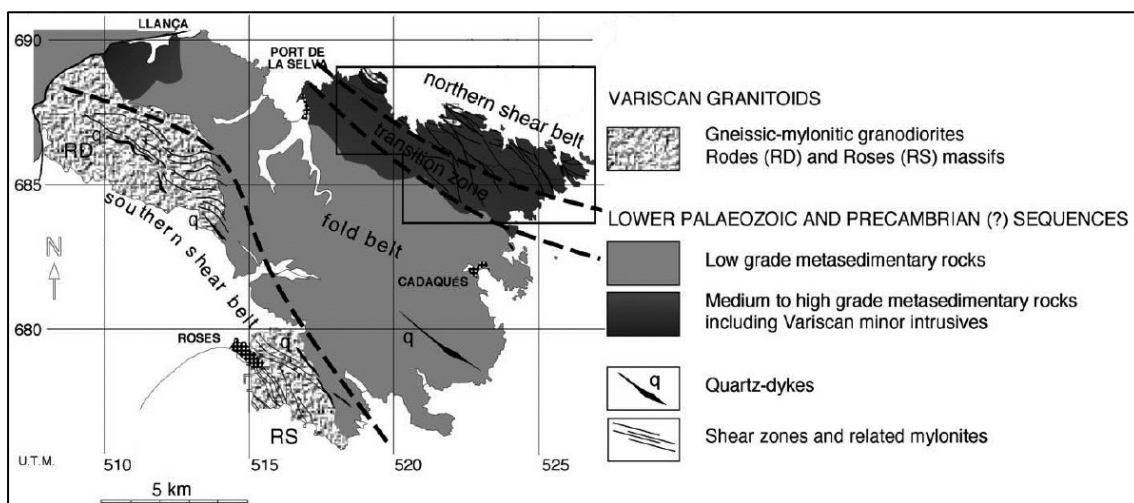 LLANÇA
690
PORT DE
LA SELVA
northern shear belt
transition zone
q
RD
685
southern shear belt
q
fold belt
N
CADAQUÉS
680
ROSES
q
q
RS
U.T.M.
510
515
520
525
5 km
VARISCAN GRANITOIDS
Gneissic-mylonitic granodiorites
Rodes (RD) and Roses (RS) massifs
LOWER PALAEOZOIC AND PRECAMBRIAN (?) SEQUENCES
Low grade metasedimentary rocks
Medium to high grade metasedimentary rocks
including Variscan minor intrusives
q
Quartz-dykes
Shear zones and related mylonites